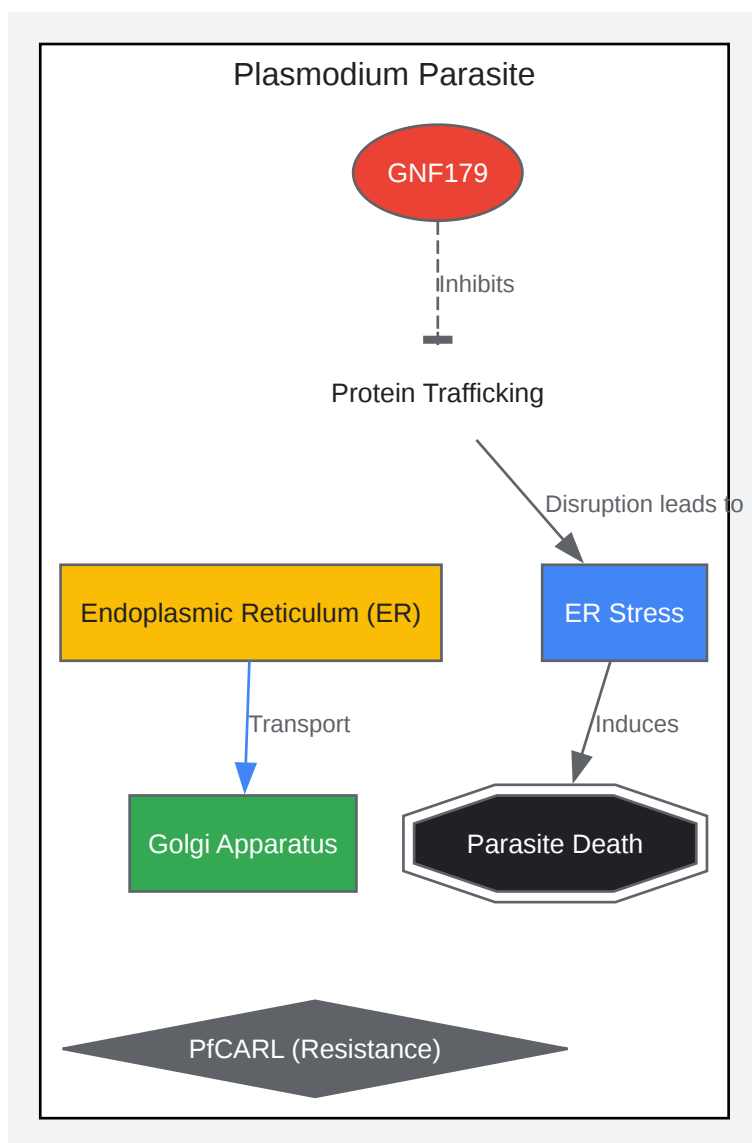 Plasmodium Parasite
GNF179
Inhibits
Protein Trafficking
Disruption leads to
Endoplasmic Reticulum (ER)
ER Stress
Transport
Induces
Golgi Apparatus
Parasite Death
PfCARL (Resistance)